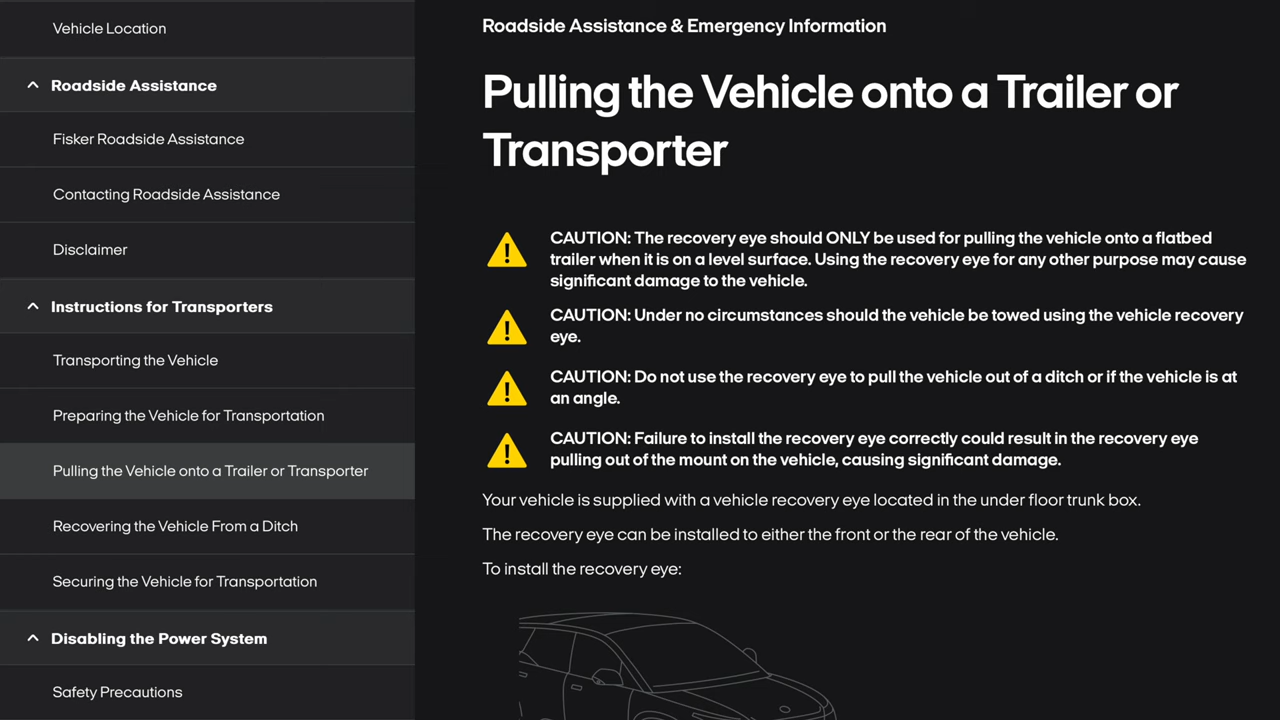 Vehicle Location
Roadside Assistance
Fisker Roadside Assistance
Contacting Roadside Assistance
Disclaimer
Instructions for Transporters
Transporting the Vehicle
Preparing the Vehicle for Transportation
Pulling the Vehicle onto a Trailer or Transporter
Recovering the Vehicle From a Ditch
Securing the Vehicle for Transportation
Disabling the Power System
Safety Precautions
Roadside Assistance & Emergency Information
Pulling the Vehicle onto a Trailer or
Transporter
CAUTION: The recovery eye should ONLY be used for pulling the vehicle onto a flatbed
trailer when it is on a level surface. Using the recovery eye for any other purpose may cause
significant damage to the vehicle.
CAUTION: Under no circumstances should the vehicle be towed using the vehicle recovery
eye.
CAUTION: Do not use the recovery eye to pull the vehicle out of a ditch or if the vehicle is at
an angle.
CAUTION: Failure to install the recovery eye correctly could result in the recovery eye
pulling out of the mount on the vehicle, causing significant damage.
Your vehicle is supplied with a vehicle recovery eye located in the under floor trunk box.
The recovery eye can be installed to either the front or the rear of the vehicle.
To install the recovery eye: